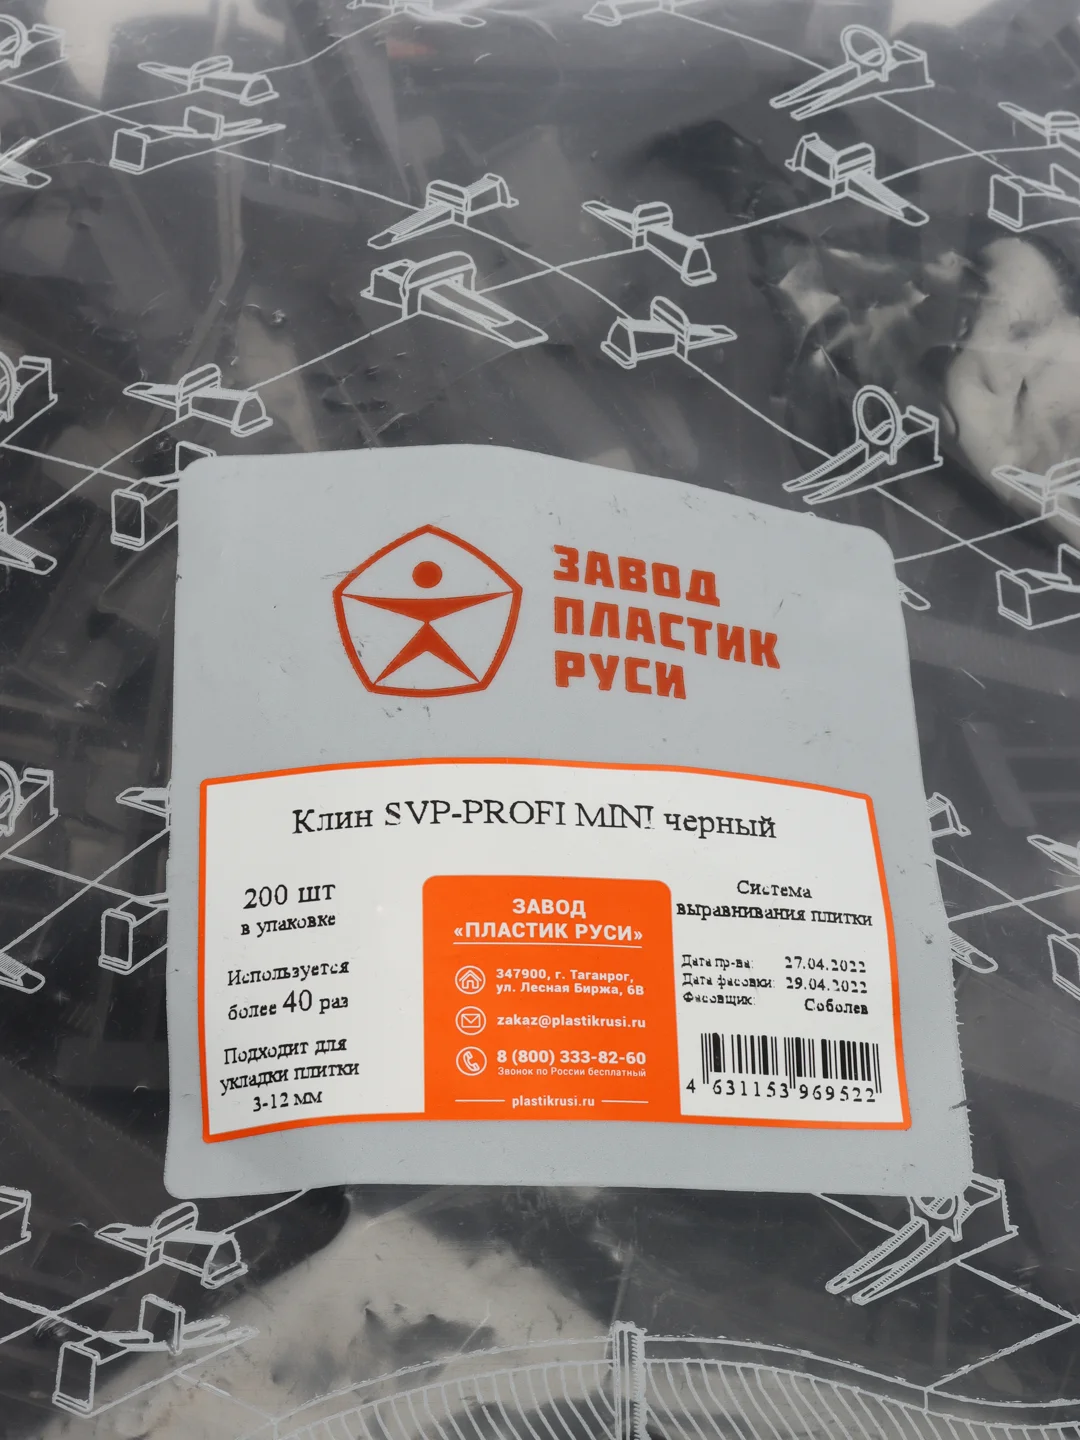 ЗАВОД
ПЛАСТИК
РУСИ
Клин SVP-PROFI MINI черный
200 шт
в упаковке
Используется
более 40 раз
Подходит для
укладки плитки
3-12 мм
ЗАВОД
«ПЛАСТИК РУСИ»
347900, г. Таганрог,
ул. Лесная Биржа, 6В
zakaz@plastikrusi.ru
8 (800) 333-82-60
Звонок по России бесплатный
plastikrusi.ru
Система
выравнивания плитки
Дата пр-ва: 27.04.2022
Дата фасовки: 29.04.2022
Фасовщик: Соболев
4 631153 969522